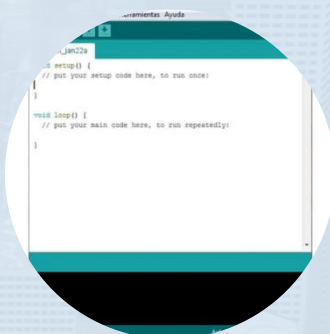 Ayuda
_jan22a
setup() {
// put your setup code here, to run once:
}
void loop() {
// put your main code here, to run repeatedly:
}